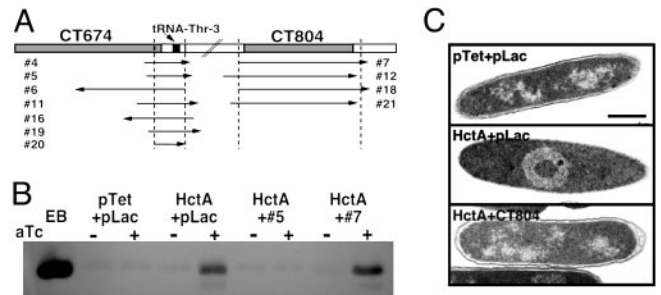 A
tRNA-Thr-3
CT674
CT804
#4
#5
#6
#11
#16
#19
#20
#7
#12
#18
#21
B
EB
pTet +pLac
HctA +pLac
HctA +#5
HctA +#7
aTc
- + - + - + - +
C
pTet+pLac
HctA+pLac
HctA+CT804